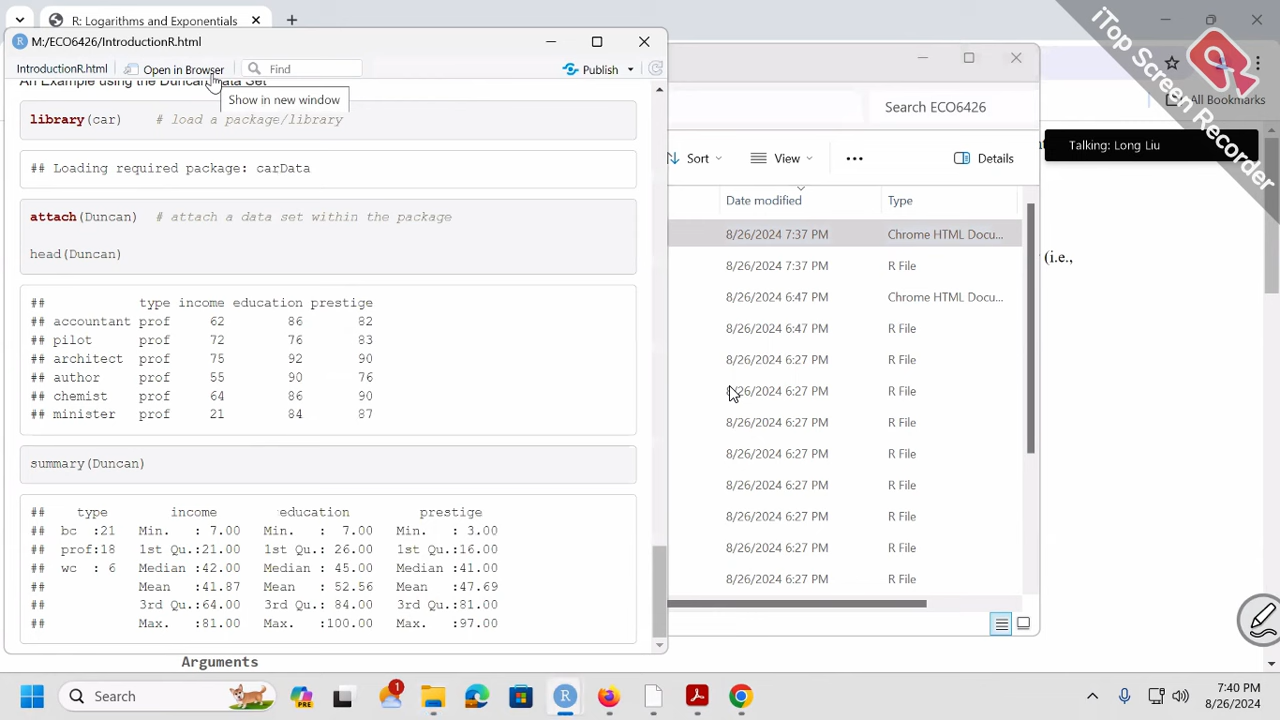 R: Logarithms and Exponentials
M:/ECO6426/IntroductionR.html
IntroductionR.html
Open in Browser
Find
Publish
An Example using the Duncan Data Set
Show in new window
library(car) # load a package/library
## Loading required package: carData
attach(Duncan) # attach a data set within the package
head(Duncan)
## type income education prestige
## accountant prof 62 86 82
## pilot prof 72 76 83
## architect prof 75 92 90
## author prof 55 90 76
## chemist prof 64 86 90
## minister prof 21 84 87
summary(Duncan)
## type income education prestige
## bc :21 Min. : 7.00 Min. : 7.00 Min. : 3.00
## prof:18 1st Qu.:21.00 1st Qu.: 26.00 1st Qu.:16.00
## wc : 6 Median :42.00 Median : 45.00 Median :41.00
## Mean :41.87 Mean : 52.56 Mean :47.69
## 3rd Qu.:64.00 3rd Qu.: 84.00 3rd Qu.:81.00
## Max. :81.00 Max. :100.00 Max. :97.00
Arguments
Search ECO6426
Sort
View
Details
Date modified Type
8/26/2024 7:37 PM Chrome HTML Docu...
8/26/2024 7:37 PM R File
8/26/2024 6:47 PM Chrome HTML Docu...
8/26/2024 6:47 PM R File
8/26/2024 6:27 PM R File
8/26/2024 6:27 PM R File
8/26/2024 6:27 PM R File
8/26/2024 6:27 PM R File
8/26/2024 6:27 PM R File
8/26/2024 6:27 PM R File
8/26/2024 6:27 PM R File
8/26/2024 6:27 PM R File
All Bookmarks
Talking: Long Liu
(i.e.,
iTop Screen Recorder
Search
PRE
1
7:40 PM
8/26/2024